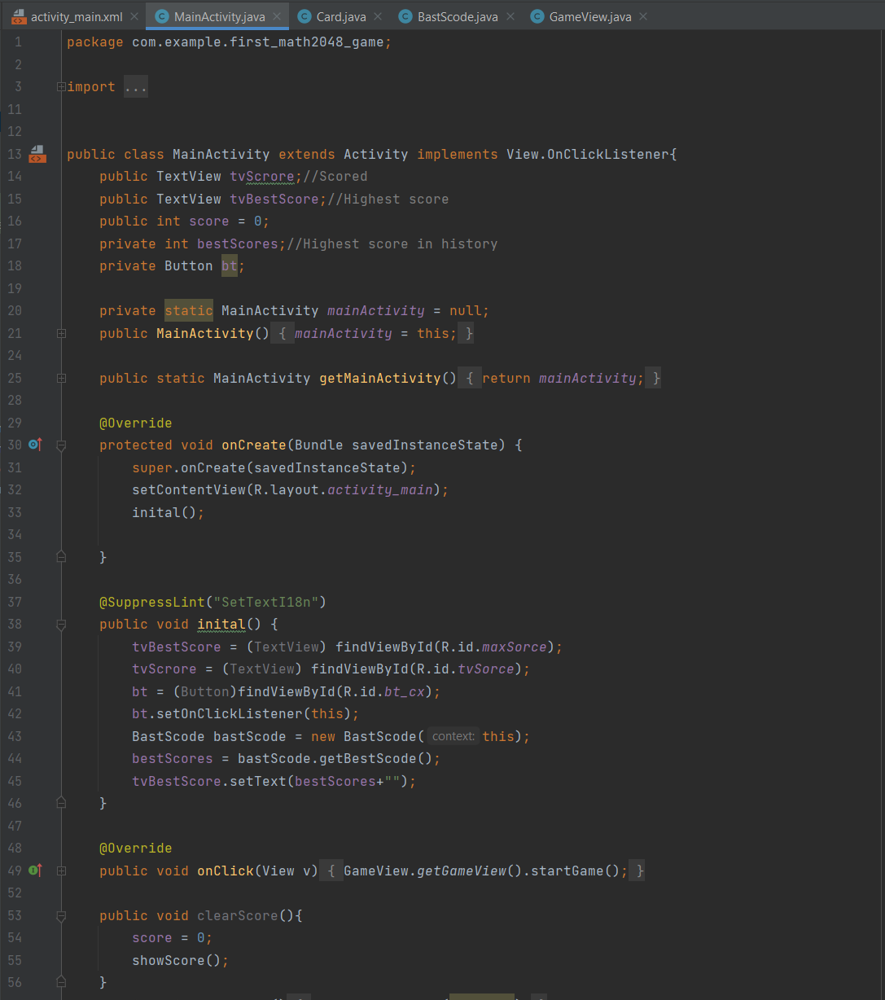 activity_main.xml MainActivity.java Card.java BastScode.java GameView.java
1 package com.example.first_math2048_game;
2
3 import ...
11
12
13 public class MainActivity extends Activity implements View.OnClickListener{
14 public TextView tvScrore;//Scored
15 public TextView tvBestScore;//Highest score
16 public int score = 0;
17 private int bestScores;//Highest score in history
18 private Button bt;
19
20 private static MainActivity mainActivity = null;
21 public MainActivity() { mainActivity = this; }
24
25 public static MainActivity getMainActivity() { return mainActivity; }
28
29 @Override
30 protected void onCreate(Bundle savedInstanceState) {
31 super.onCreate(savedInstanceState);
32 setContentView(R.layout.activity_main);
33 inital();
34
35 }
36
37 @SuppressLint("SetTextI18n")
38 public void inital() {
39 tvBestScore = (TextView) findViewById(R.id.maxSorce);
40 tvScrore = (TextView) findViewById(R.id.tvSorce);
41 bt = (Button)findViewById(R.id.bt_cx);
42 bt.setOnClickListener(this);
43 BastScode bastScode = new BastScode( context: this);
44 bestScores = bastScode.getBestScode();
45 tvBestScore.setText(bestScores+"");
46 }
47
48 @Override
49 public void onClick(View v) { GameView.getGameView().startGame(); }
52
53 public void clearScore(){
54 score = 0;
55 showScore();
56 }